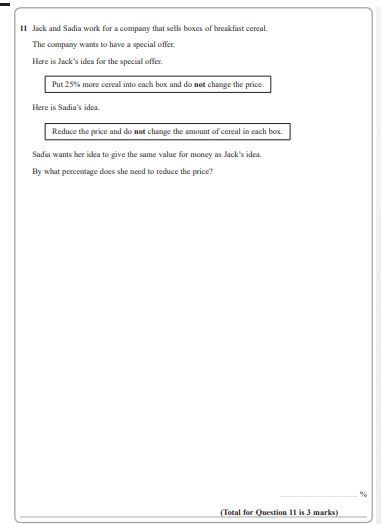 11 Jack and Sadia work for a company that sells boxes of breakfast cereal.
The company wants to have a special offer.
Here is Jack's idea for the special offer.
Put 25% more cereal into each box and do not change the price.
Here is Sadia's idea.
Reduce the price and do not change the amount of cereal in each box.
Sadia wants her idea to give the same value for money as Jack's idea.
By what percentage does she need to reduce the price?
........................................ %
(Total for Question 11 is 3 marks)